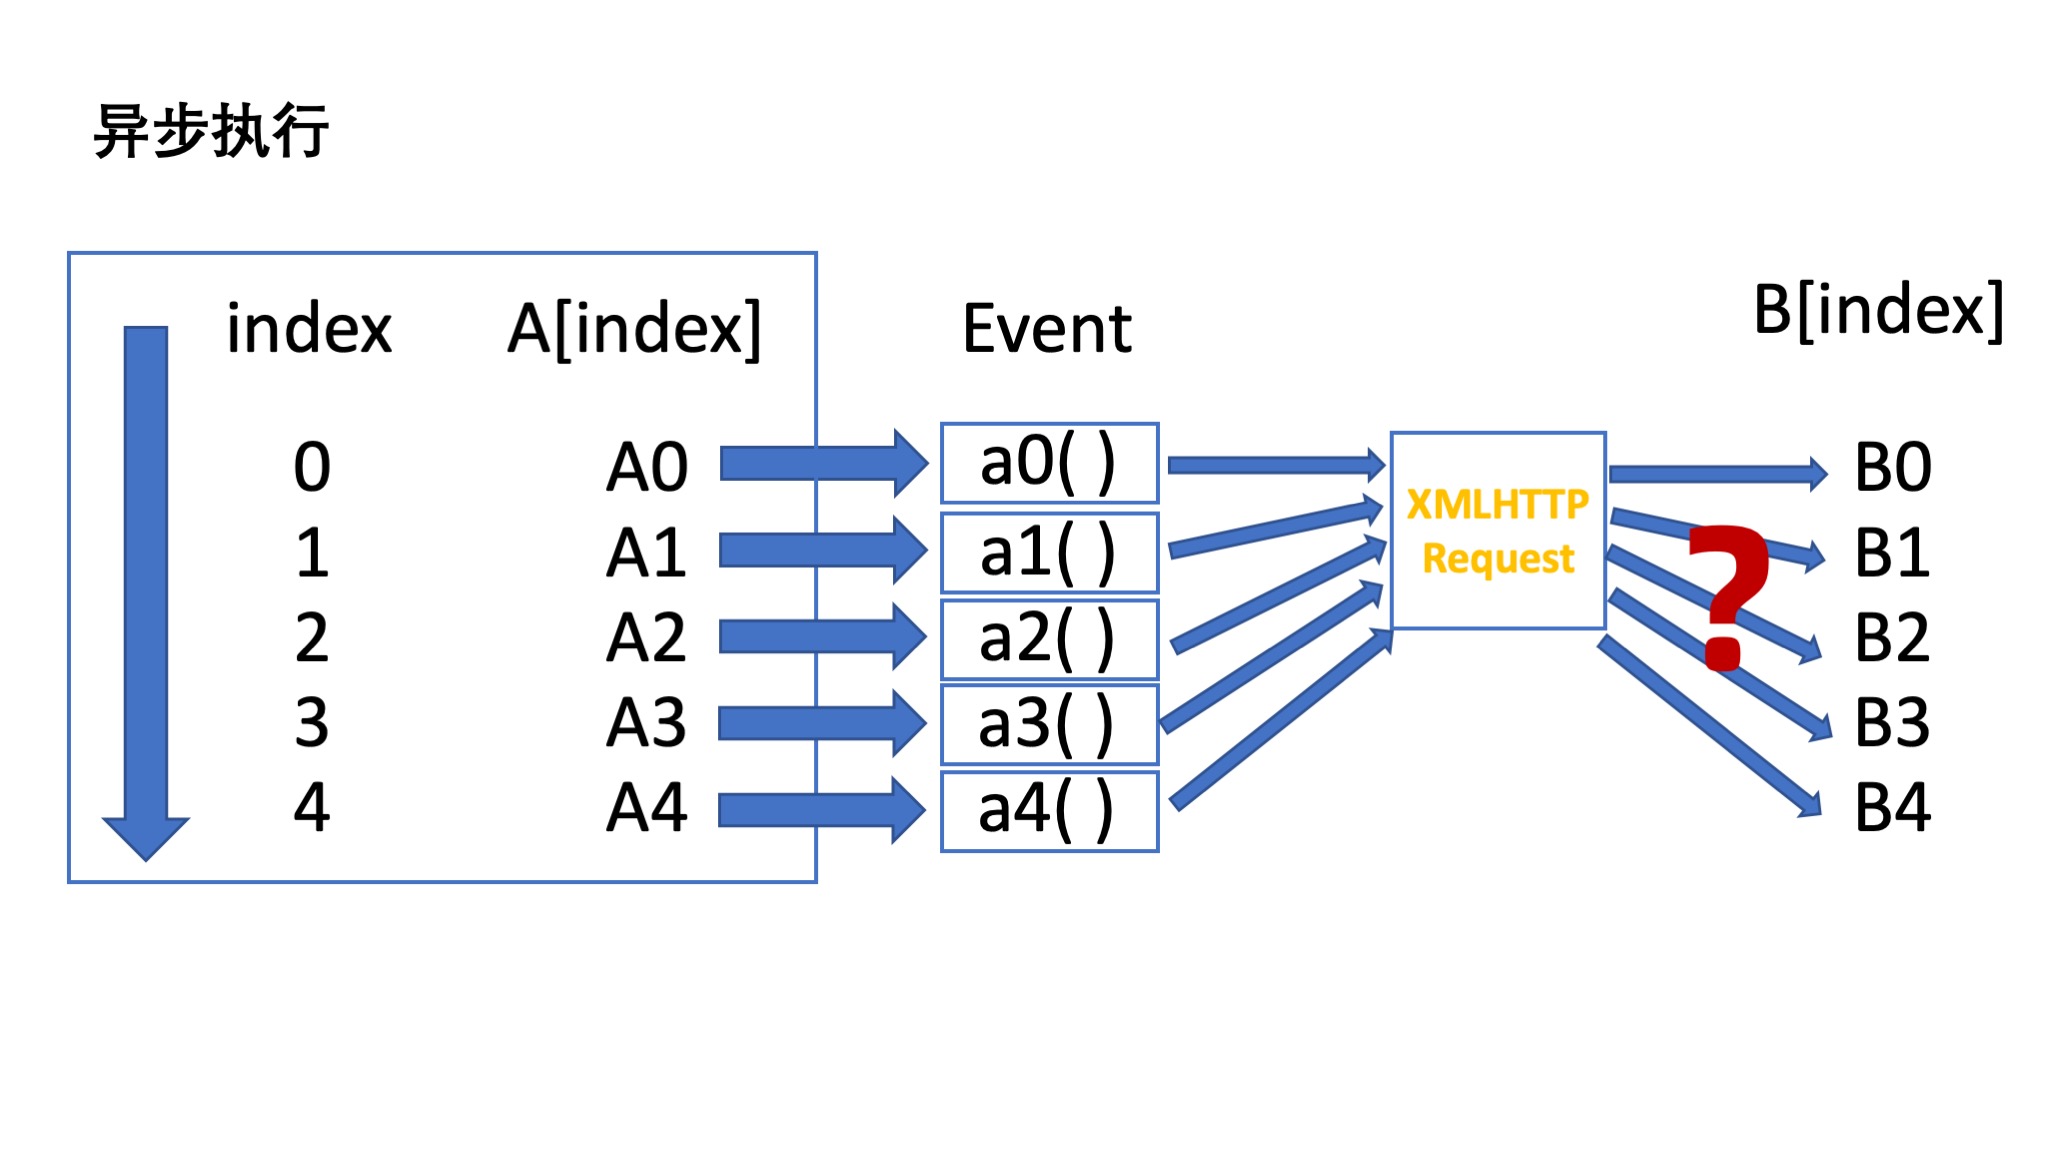 异步执行
index A[index] Event B[index]
0 A0 a0( ) B0
1 A1 a1( ) B1
2 A2 a2( ) B2
3 A3 a3( ) B3
4 A4 a4( ) B4
XMLHTTP
Request
?